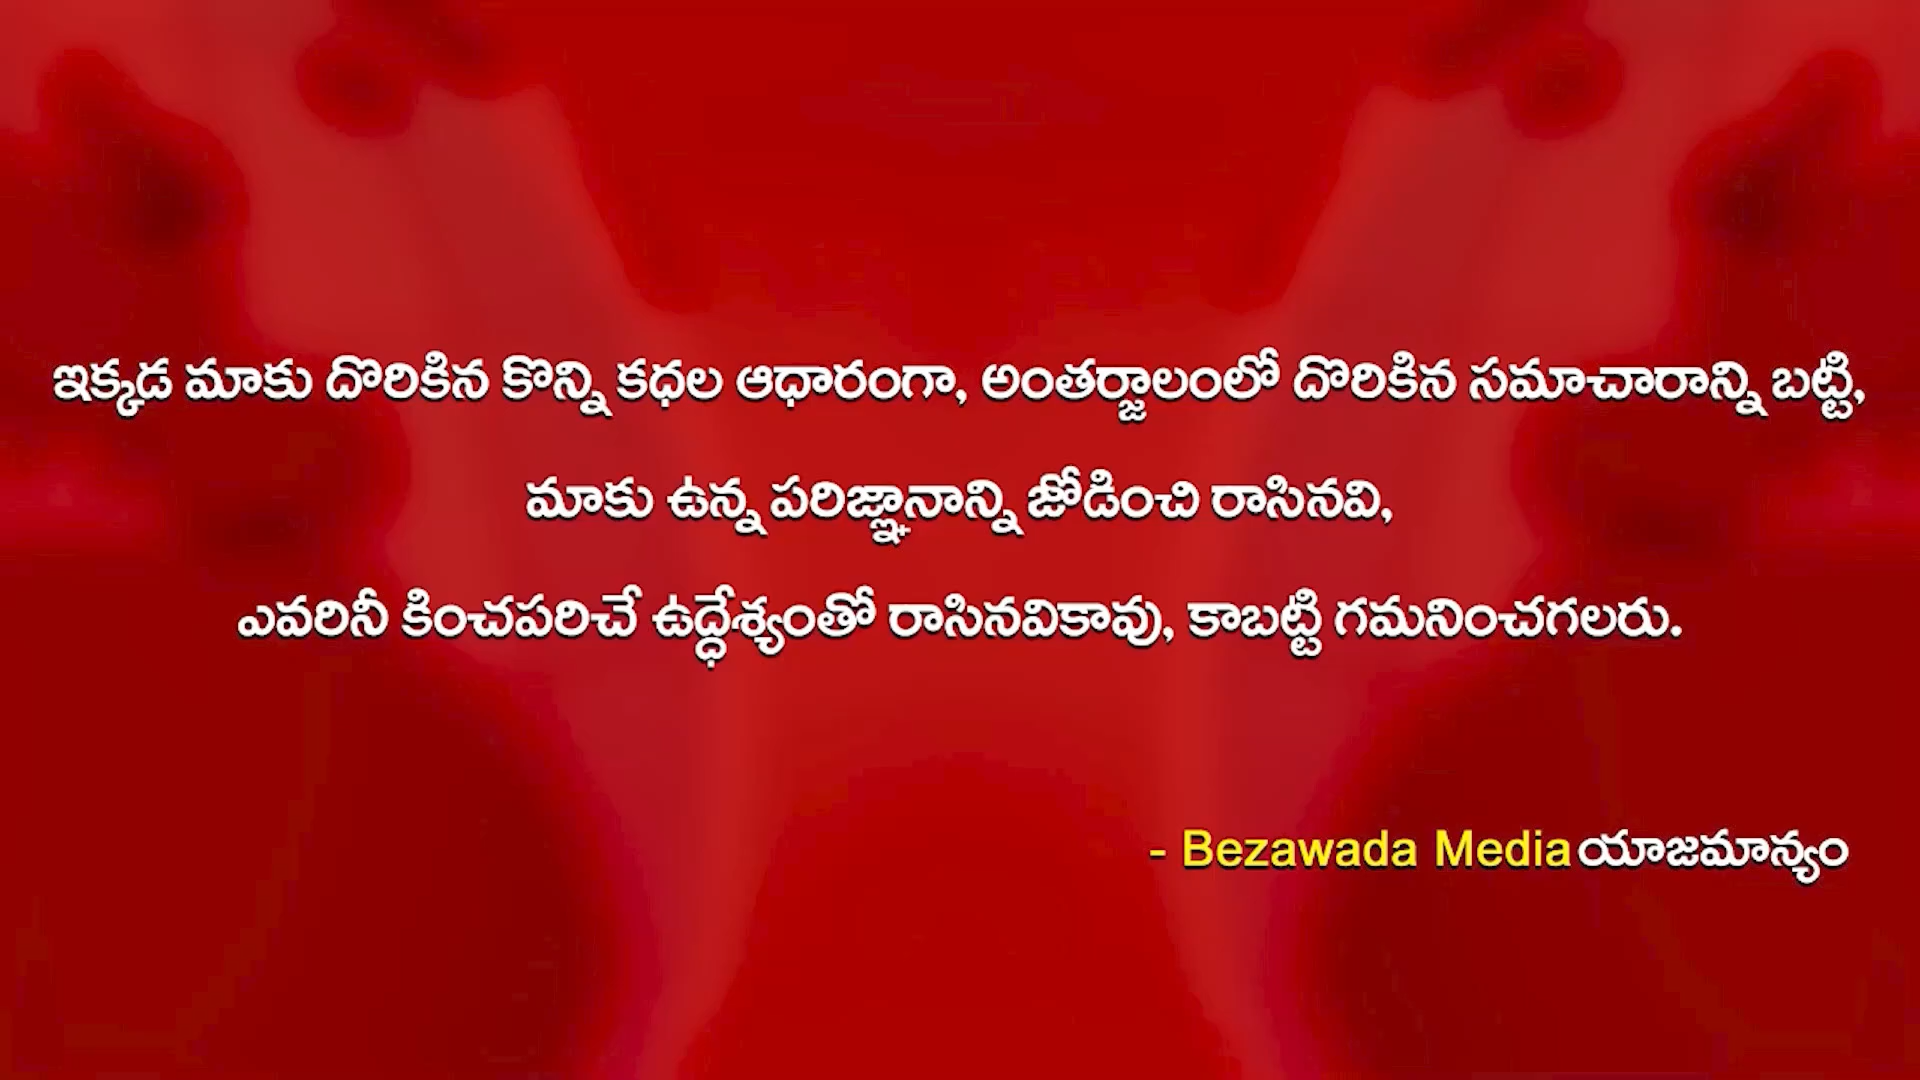 ఇక్కడ మాకు దొరికిన కొన్ని కధల ఆధారంగా, అంతర్జాలంలో దొరికిన సమాచారాన్ని బట్టి,
మాకు ఉన్న పరిజ్ఞానాన్ని జోడించి రాసినవి,
ఎవరినీ కించపరిచే ఉద్ధేశ్యంతో రాసినవికావు, కాబట్టి గమనించగలరు.
- Bezawada Media యాజమాన్యం